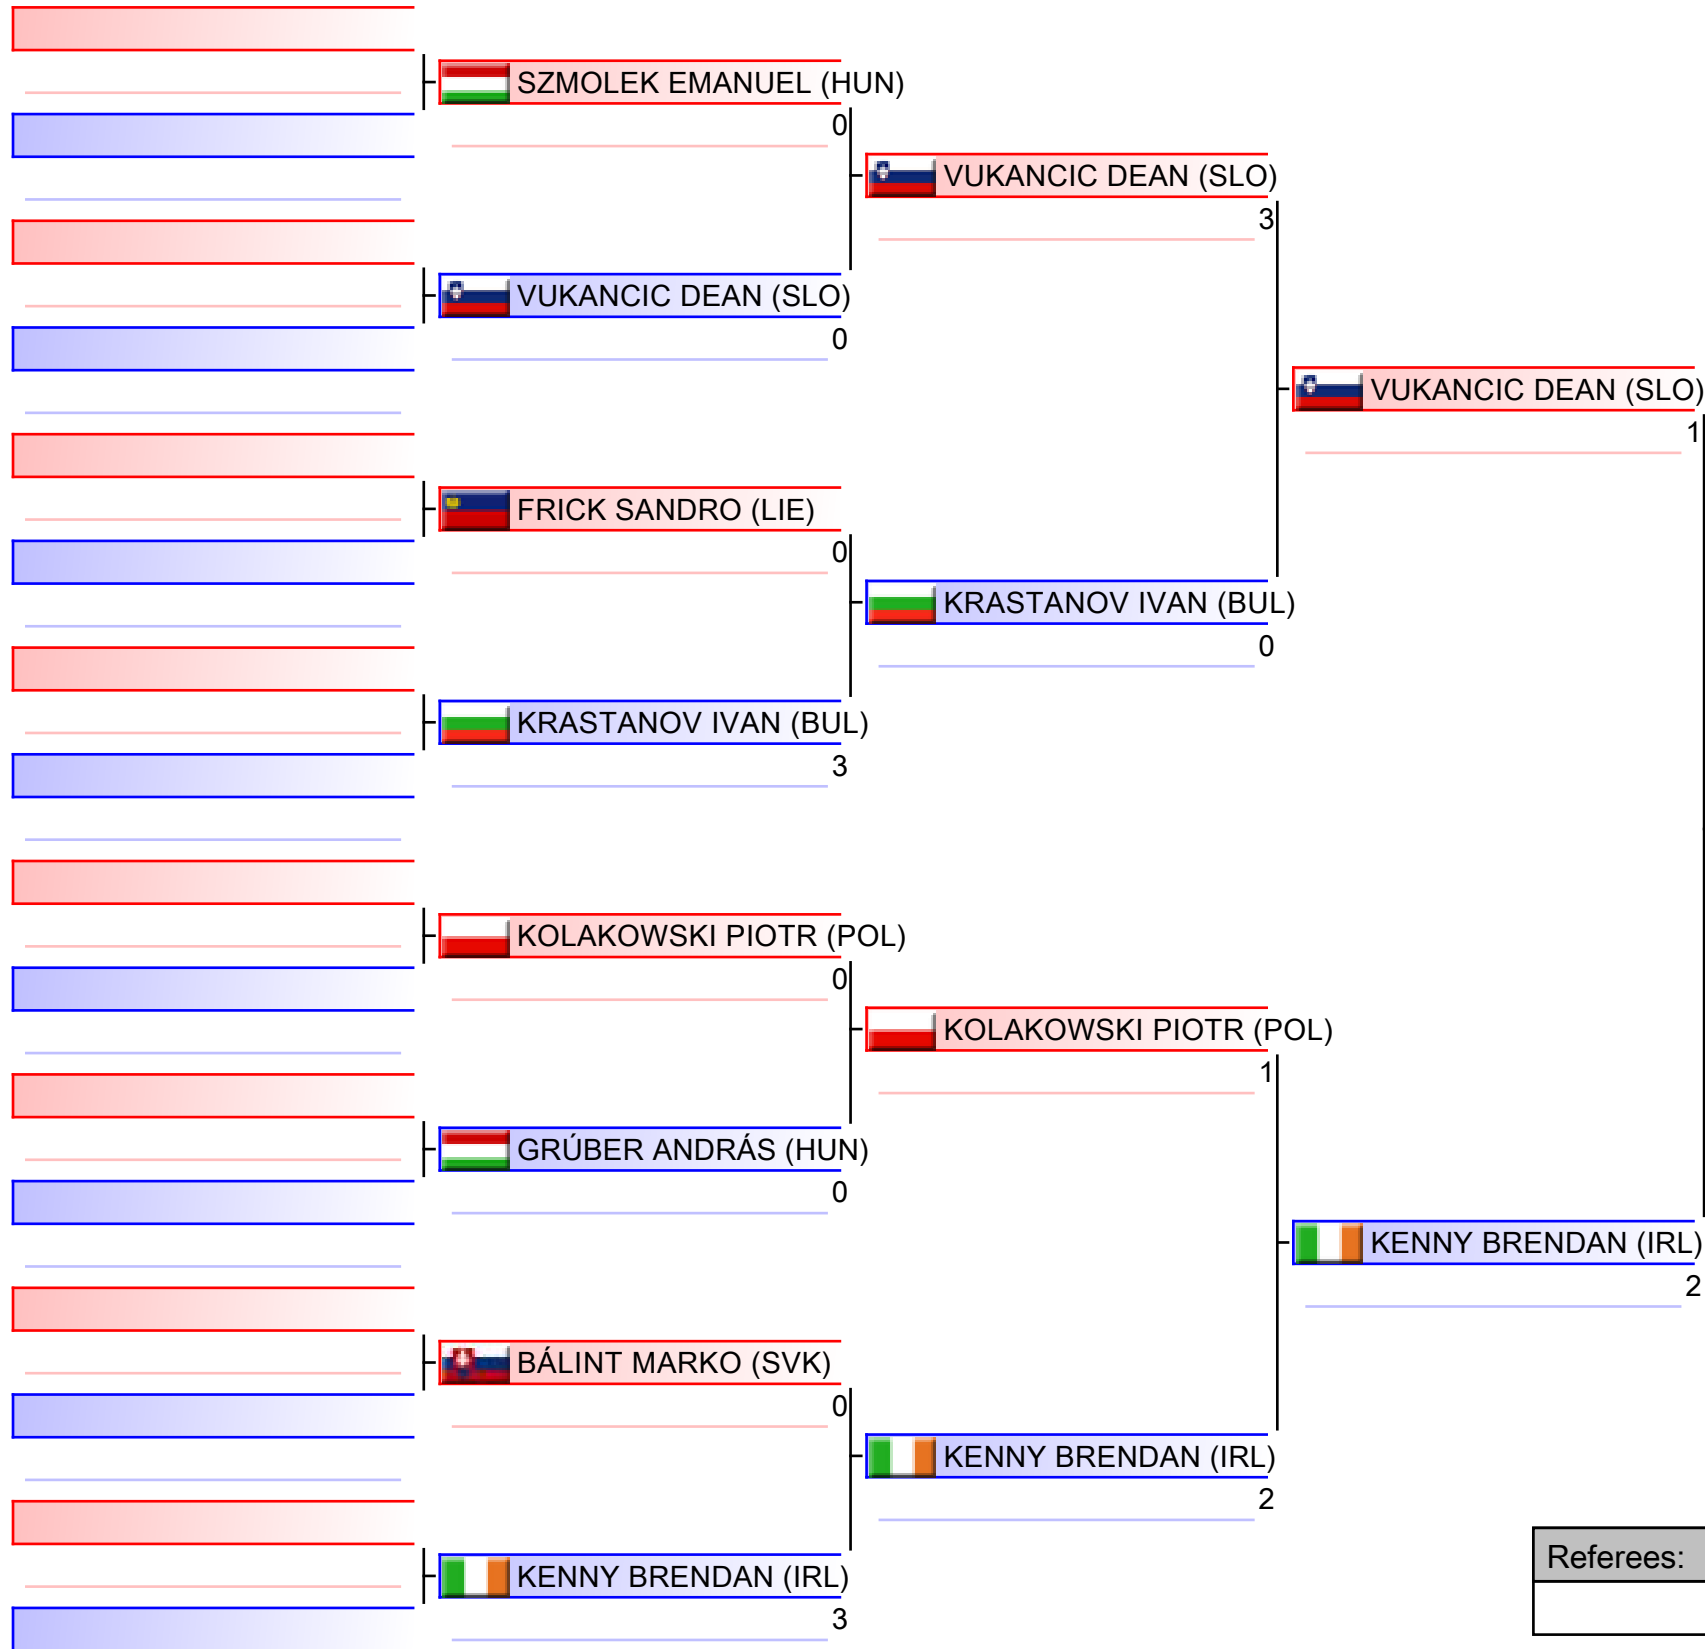 SZMOLEK EMANUEL (HUN)
0
VUKANCIC DEAN (SLO)
3
VUKANCIC DEAN (SLO)
0
VUKANCIC DEAN (SLO)
1
FRICK SANDRO (LIE)
0
KRASTANOV IVAN (BUL)
0
KRASTANOV IVAN (BUL)
3
KOLAKOWSKI PIOTR (POL)
0
KOLAKOWSKI PIOTR (POL)
1
GRÚBER ANDRÁS (HUN)
0
KENNY BRENDAN (IRL)
2
BÁLINT MARKO (SVK)
0
KENNY BRENDAN (IRL)
2
Referees:
KENNY BRENDAN (IRL)
3